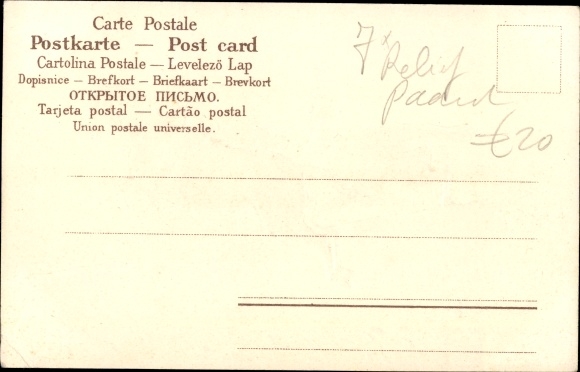 Carte Postale
Postkarte — Post card
Cartolina Postale — Levelező Lap
Dopisnice — Brefkort — Briefkaart — Brevkort
ОТКРЫТОЕ ПИСЬМО.
Tarjeta postal — Cartão postal
Union postale universelle.
7x
Relief
Paard
€20